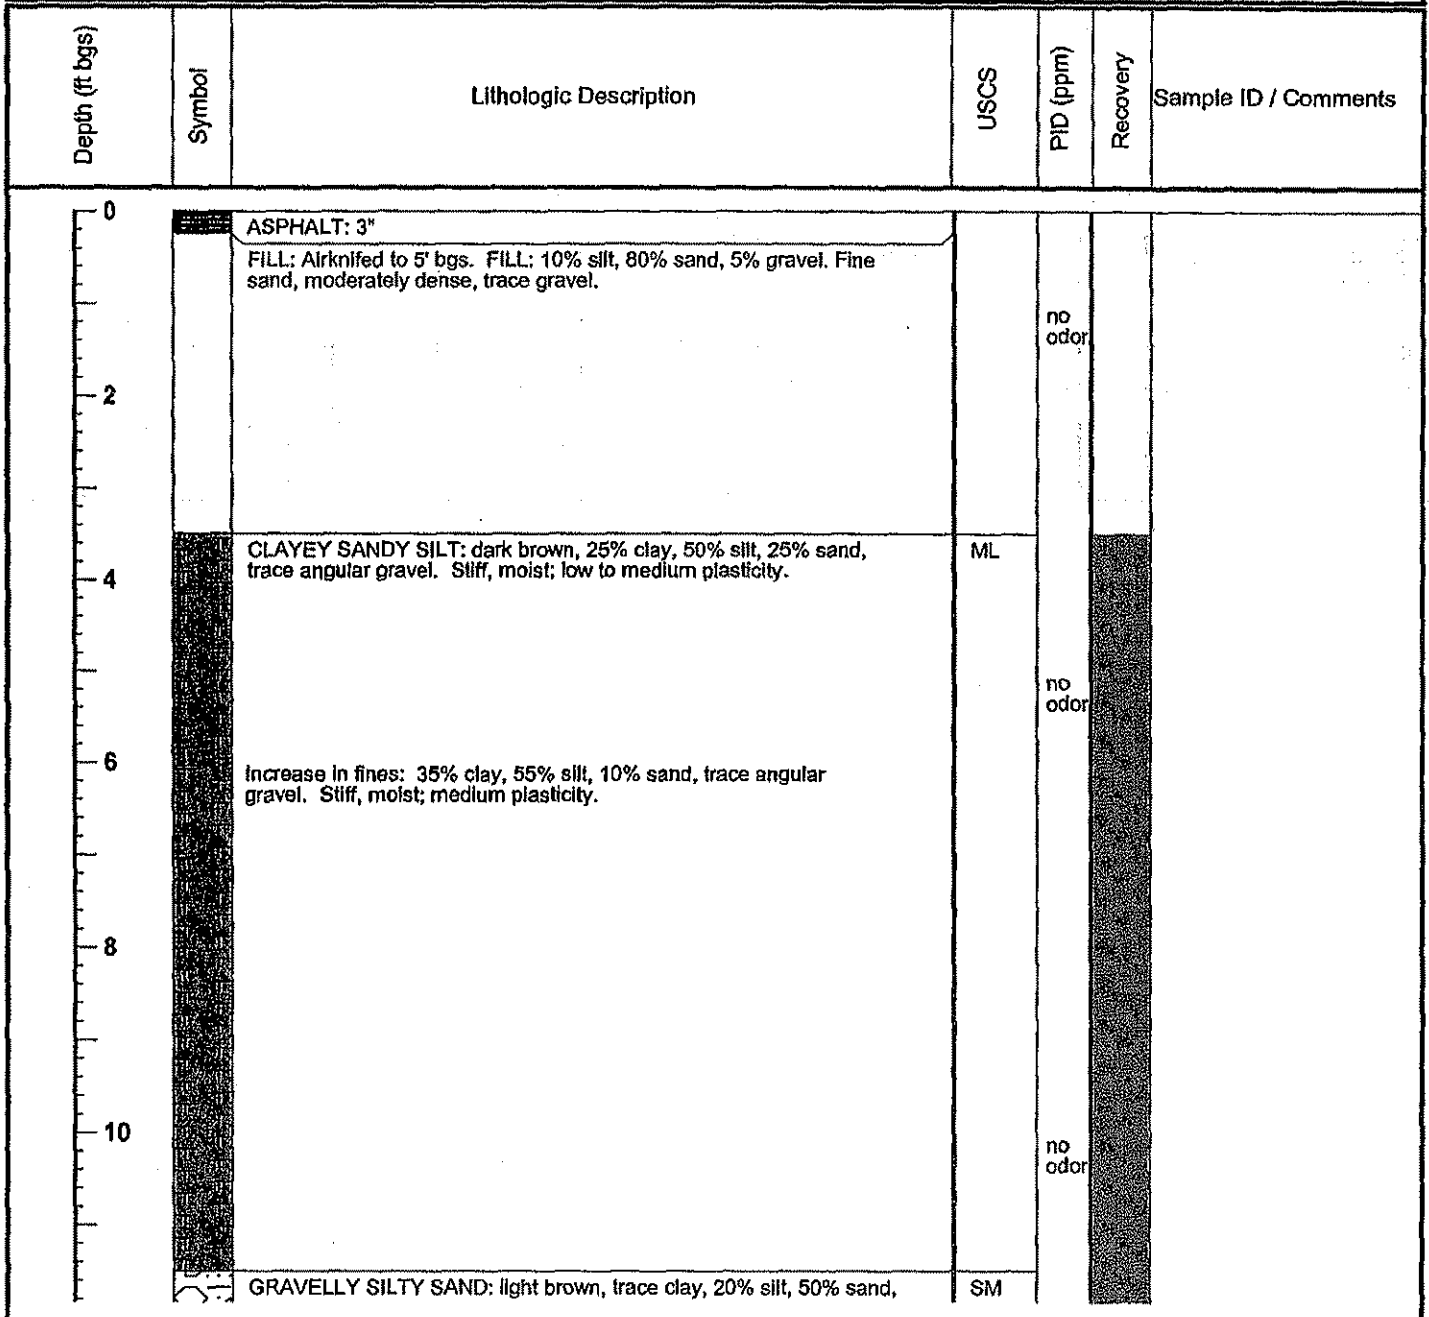 Depth (ft bgs)
Symbol
Lithologic Description
USCS
PID (ppm)
Recovery
Sample ID / Comments
0
ASPHALT: 3"
FILL: Airknifed to 5' bgs. FILL: 10% silt, 80% sand, 5% gravel. Fine
sand, moderately dense, trace gravel.
no
odor
2
CLAYEY SANDY SILT: dark brown, 25% clay, 50% silt, 25% sand,
trace angular gravel. Stiff, moist; low to medium plasticity.
ML
4
no
odor
6
Increase in fines: 35% clay, 55% silt, 10% sand, trace angular
gravel. Stiff, moist; medium plasticity.
8
10
no
odor
GRAVELLY SILTY SAND: light brown, trace clay, 20% silt, 50% sand,
SM